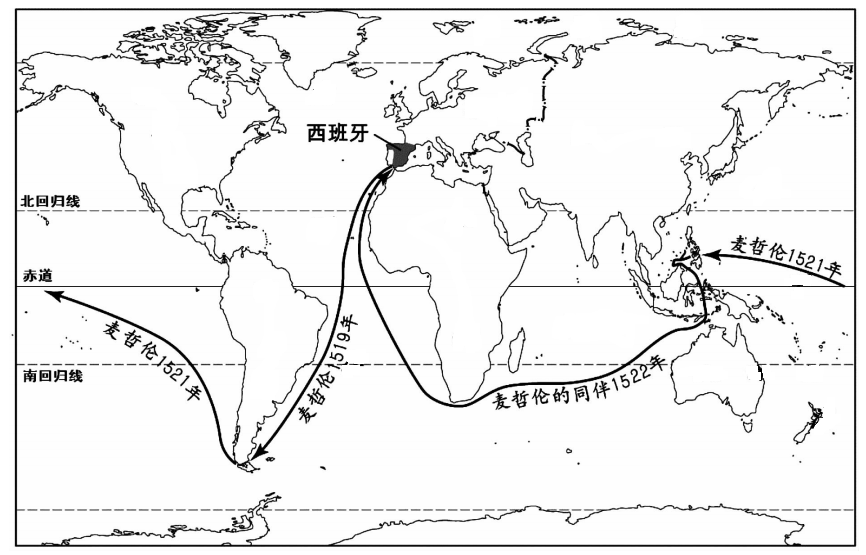 西班牙
北回归线
麦哲伦1521年
赤道
麦哲伦1521年
麦哲伦1519年
南回归线
麦哲伦的同伴1522年